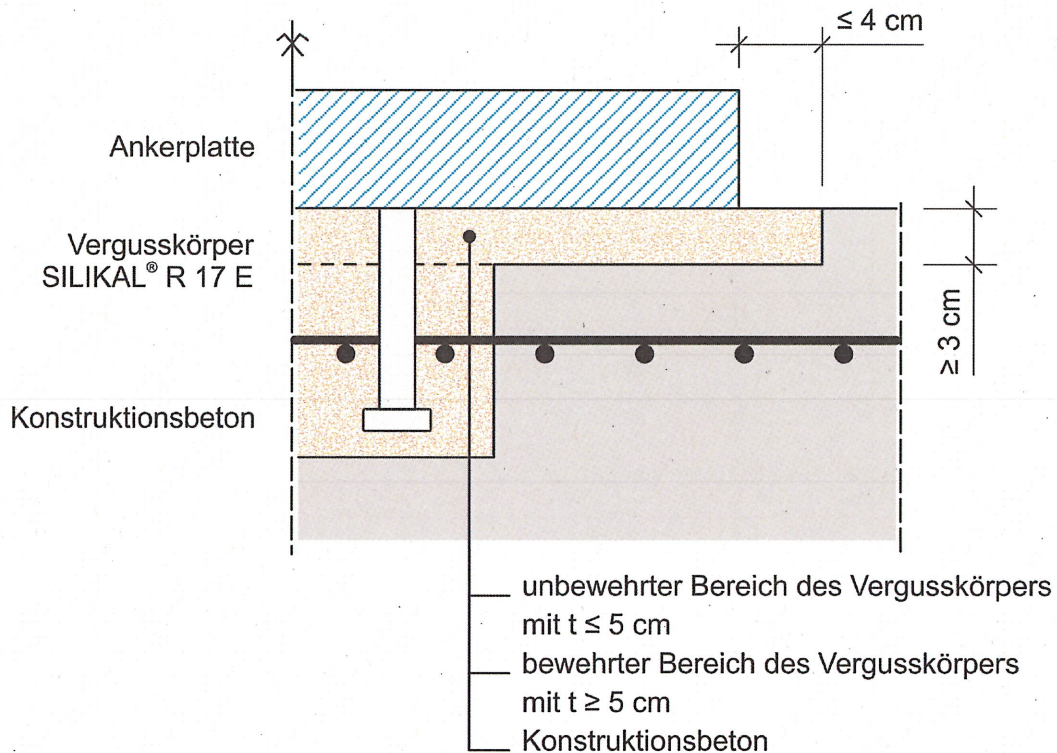 ≤ 4 cm
Ankerplatte
Vergusskörper
SILIKAL® R 17 E
≥ 3 cm
Konstruktionsbeton
unbewehrter Bereich des Vergusskörpers
mit t ≤ 5 cm
bewehrter Bereich des Vergusskörpers
mit t ≥ 5 cm
Konstruktionsbeton